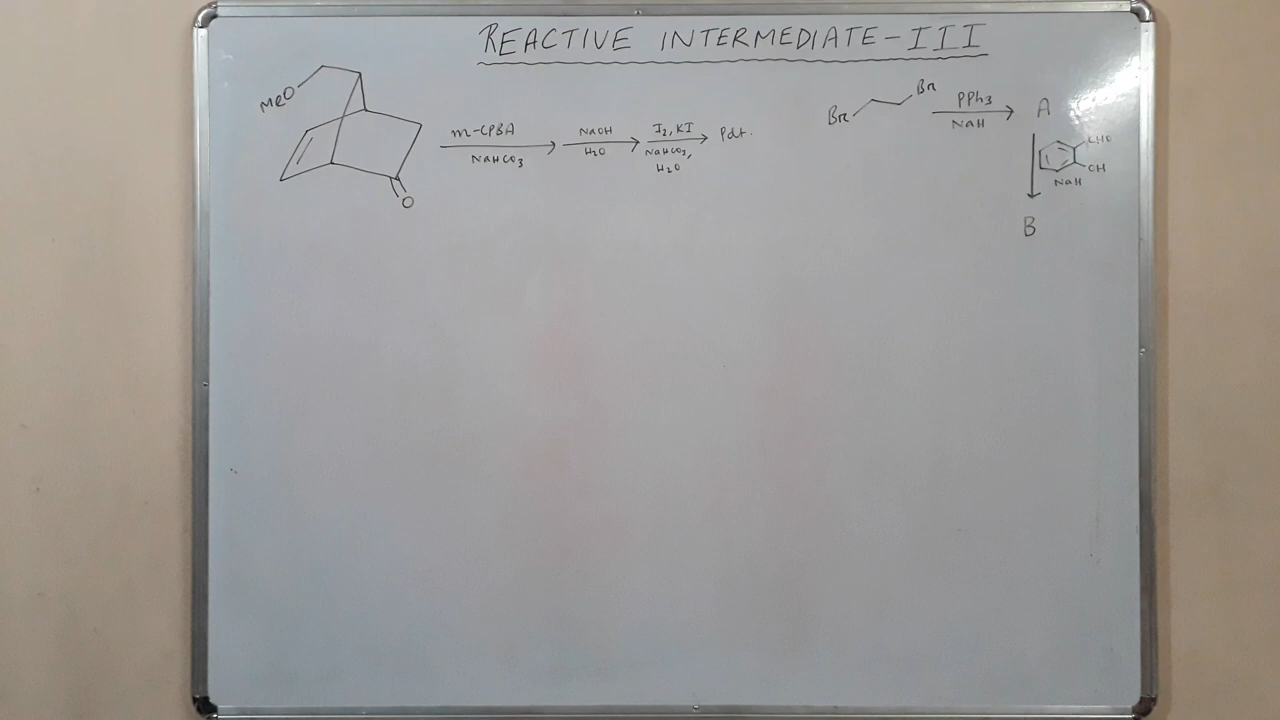 REACTIVE INTERMEDIATE-III
MeO
O
m-CPBA
NaHCO3
NaOH
H2O
I2, KI
NaHCO3,
H2O
Pdt.
Br
Br
PPh3
NaH
A
CHO
OH
NaH
B